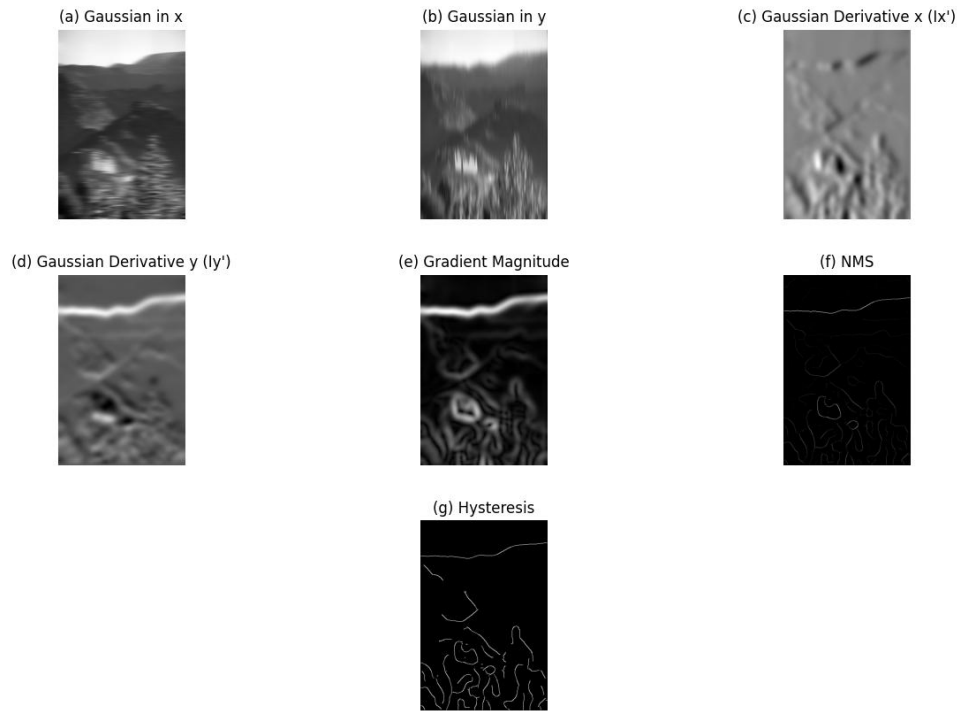 (a) Gaussian in x
(b) Gaussian in y
(c) Gaussian Derivative x (Ix')
(d) Gaussian Derivative y (Iy')
(e) Gradient Magnitude
(f) NMS
(g) Hysteresis